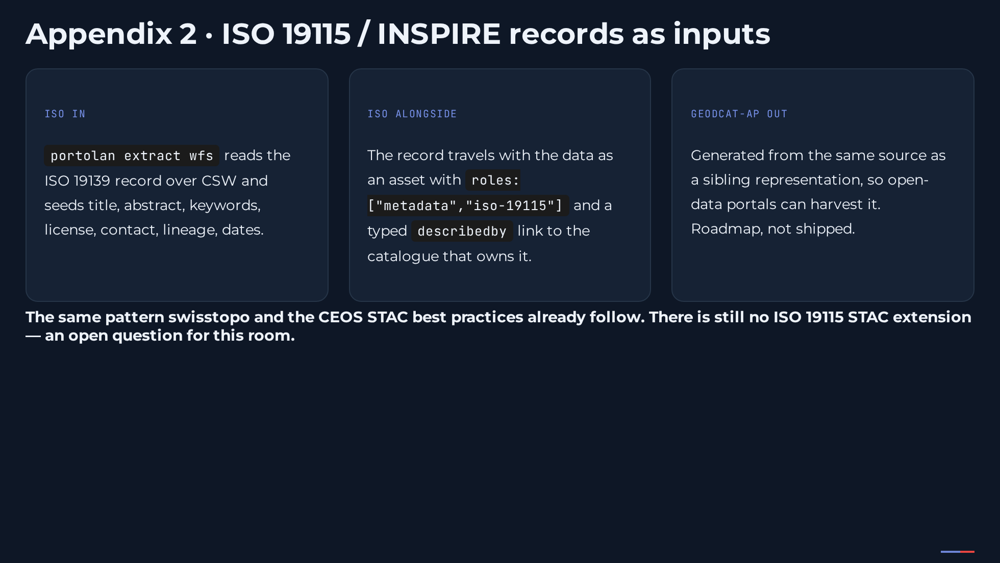 Appendix 2 · ISO 19115 / INSPIRE records as inputs
ISO IN
portolan extract wfs reads the
ISO 19139 record over CSW and
seeds title, abstract, keywords,
license, contact, lineage, dates.
ISO ALONGSIDE
The record travels with the data as
an asset with roles:
["metadata","iso-19115"] and a
typed describedby link to the
catalogue that owns it.
GEODCAT-AP OUT
Generated from the same source as
a sibling representation, so open-
data portals can harvest it.
Roadmap, not shipped.
The same pattern swisstopo and the CEOS STAC best practices already follow. There is still no ISO 19115 STAC extension
— an open question for this room.